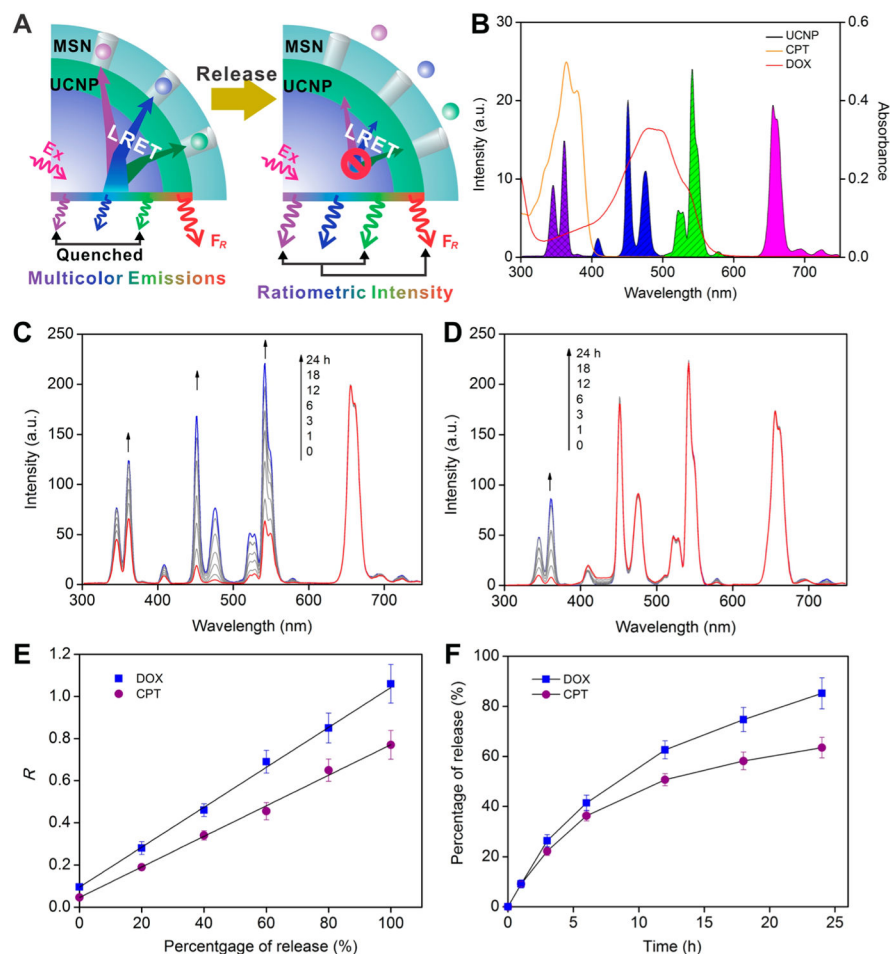 A
MSN
UCNP
LRET
Ex
F_R
Quenched
Multicolor Emissions
Release
MSN
UCNP
LRET
Ex
F_R
Ratiometric Intensity
B
UCNP
CPT
DOX
30
20
10
0
Intensity (a.u.)
0.6
0.4
0.2
0.0
Absorbance
300 400 500 600 700
Wavelength (nm)
C
250
200
150
100
50
0
Intensity (a.u.)
24 h
18
12
6
3
1
0
300 400 500 600 700
Wavelength (nm)
D
250
200
150
100
50
0
Intensity (a.u.)
24 h
18
12
6
3
1
0
300 400 500 600 700
Wavelength (nm)
E
1.2
1.0
0.8
0.6
0.4
0.2
0.0
R
DOX
CPT
0 20 40 60 80 100
Percentgage of release (%)
F
100
80
60
40
20
0
Percentage of release (%)
DOX
CPT
0 5 10 15 20 25
Time (h)